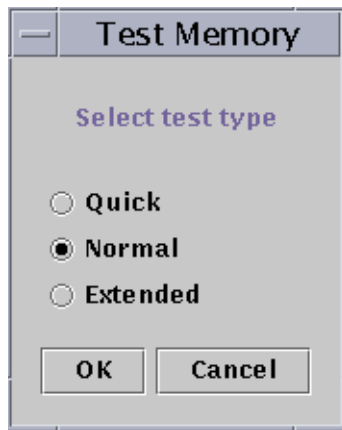 Test Memory
Select test type
Quick
Normal
Extended
OK Cancel